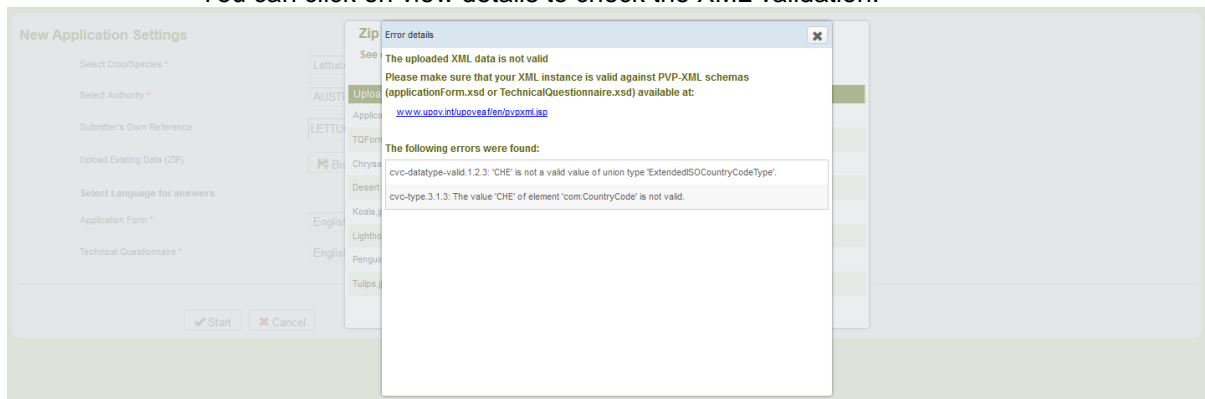 You can click on view details to check the XML validation.
New Application Settings
Select Crop/Species *
Lettuc
Select Authority *
AUSTR
Submitter's Own Reference
LETTU
Upload Existing Data (ZIP)
Br
Select Language for answers
Application Form *
Englis
Technical Questionnaire *
Englis
Start
Cancel
Zip
See
Uploa
Applica
TQForm
Chrysa
Desert.
Koala.j
Lightho
Penguin
Tulips.j
Error details
The uploaded XML data is not valid
Please make sure that your XML instance is valid against PVP-XML schemas
(applicationForm.xsd or TechnicalQuestionnaire.xsd) available at:
www.upov.int/upoveaf/en/pvpxml.jsp
The following errors were found:
cvc-datatype-valid.1.2.3: 'CHE' is not a valid value of union type 'ExtendedISOCountryCodeType'.
cvc-type.3.1.3: The value 'CHE' of element 'com:CountryCode' is not valid.